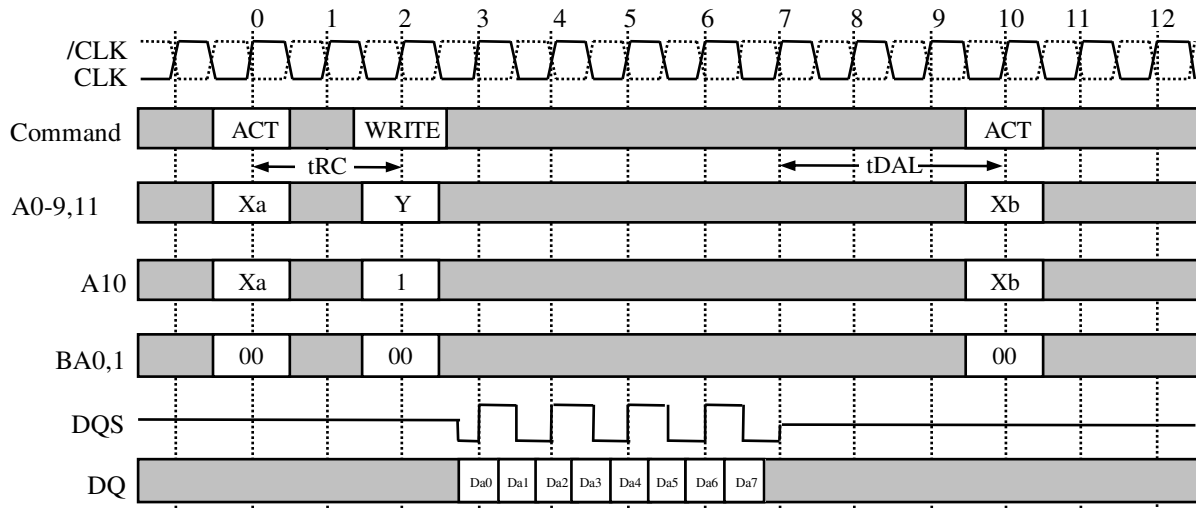 0 1 2 3 4 5 6 7 8 9 10 11 12
/CLK
CLK
Command ACT WRITE ACT
tRC tDAL
A0-9,11 Xa Y Xb
A10 Xa 1 Xb
BA0,1 00 00 00
DQS
DQ Da0 Da1 Da2 Da3 Da4 Da5 Da6 Da7